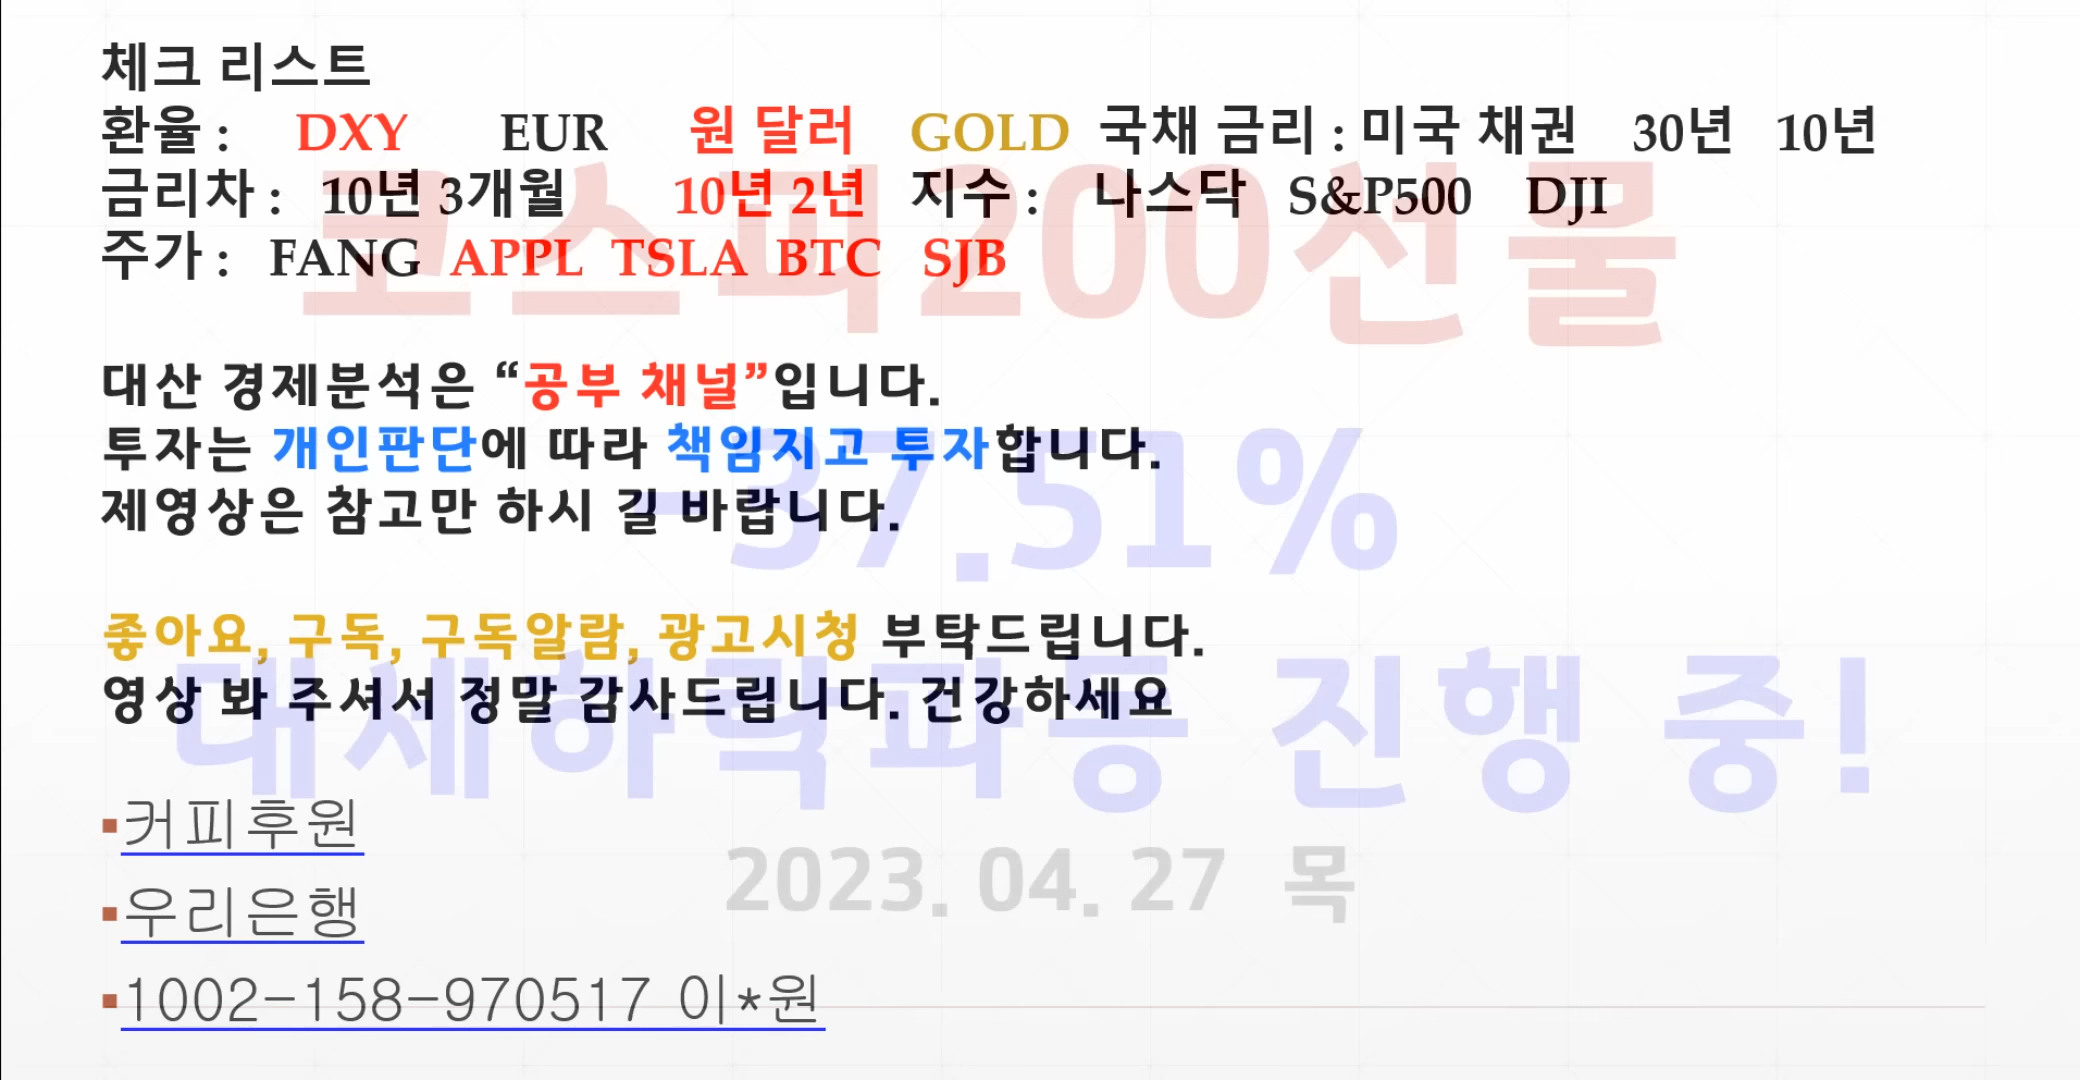 체크 리스트
환율 : DXY EUR 원 달러 GOLD 국채 금리 : 미국 채권 30년 10년
금리차 : 10년 3개월 10년 2년 지수 : 나스닥 S&P500 DJI
주가 : FANG APPL TSLA BTC SJB
코스피200선물
대산 경제분석은 “공부 채널”입니다.
투자는 개인판단에 따라 책임지고 투자합니다.
제영상은 참고만 하시 길 바랍니다.
-37.51%
좋아요, 구독, 구독알람, 광고시청 부탁드립니다.
영상 봐 주셔서 정말 감사드립니다. 건강하세요
대세하락파동 진행 중!
▪커피후원
2023. 04. 27 목
▪우리은행
▪1002-158-970517 이*원